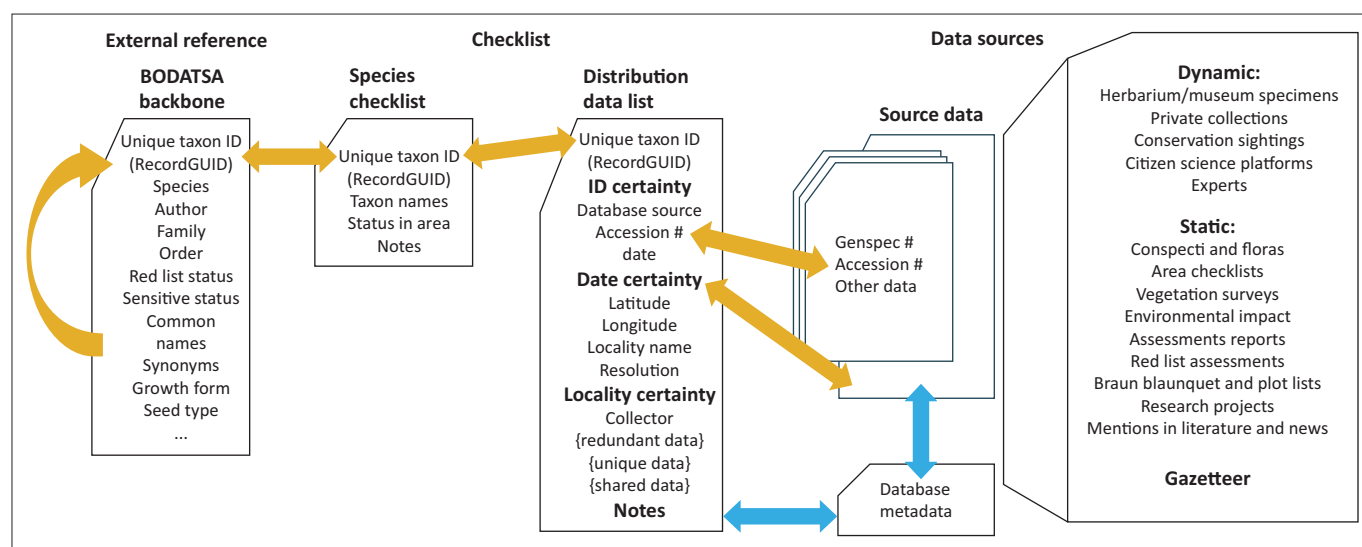 External reference
Checklist
Data sources
BODATSA
backbone
Unique taxon ID
(RecordGUID)
Species
Author
Family
Order
Red list status
Sensitive status
Common
names
Synonyms
Growth form
Seed type
...
Species
checklist
Unique taxon ID
(RecordGUID)
Taxon names
Status in area
Notes
Distribution
data list
Unique taxon ID
(RecordGUID)
ID certainty
Database source
Accession #
date
Date certainty
Latitude
Longitude
Locality name
Resolution
Locality certainty
Collector
{redundant data}
{unique data}
{shared data}
Notes
Source data
Genspec #
Accession #
Other data
Database
metadata
Dynamic:
Herbarium/museum specimens
Private collections
Conservation sightings
Citizen science platforms
Experts
Static:
Conspecti and floras
Area checklists
Vegetation surveys
Environmental impact
Assessments reports
Red list assessments
Braun blaunquet and plot lists
Research projects
Mentions in literature and news
Gazetteer